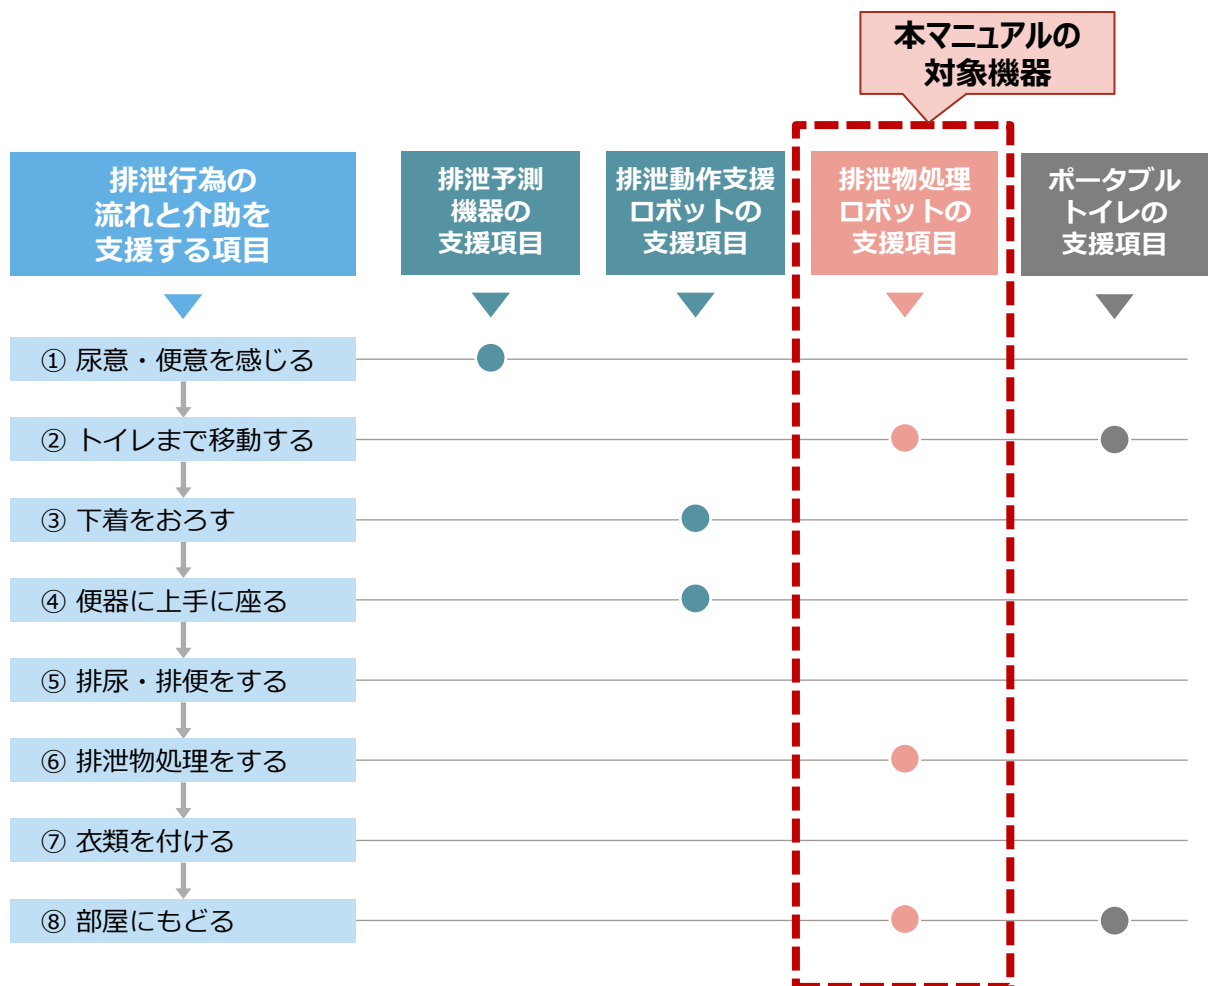 本マニュアルの
対象機器
排泄行為の
流れと介助を
支援する項目
排泄予測
機器の
支援項目
排泄動作支援
ロボットの
支援項目
排泄物処理
ロボットの
支援項目
ポータブル
トイレの
支援項目
① 尿意・便意を感じる
② トイレまで移動する
③ 下着をおろす
④ 便器に上手に座る
⑤ 排尿・排便をする
⑥ 排泄物処理をする
⑦ 衣類を付ける
⑧ 部屋にもどる